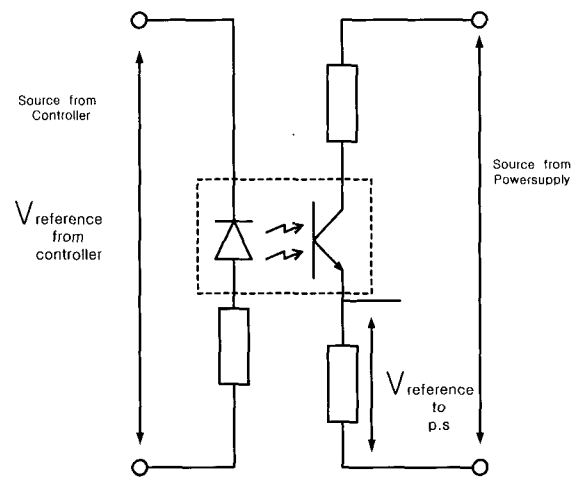 Source from
Controller
V reference
from
controller
Source from
Powersupply
V reference
to
p.s